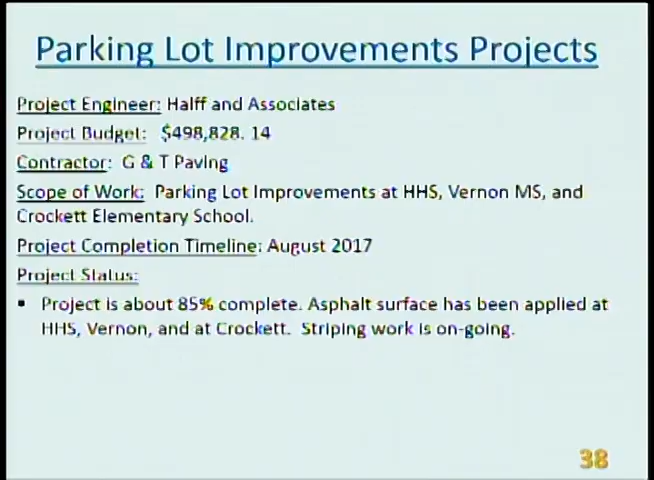 Parking Lot Improvements Projects
Project Engineer: Halff and Associates
Project Budget: $498,828. 14
Contractor: G & T Paving
Scope of Work: Parking Lot Improvements at HHS, Vernon MS, and
Crockett Elementary School.
Project Completion Timeline: August 2017
Project Status:
▪ Project is about 85% complete. Asphalt surface has been applied at
HHS, Vernon, and at Crockett. Striping work is on-going.
38